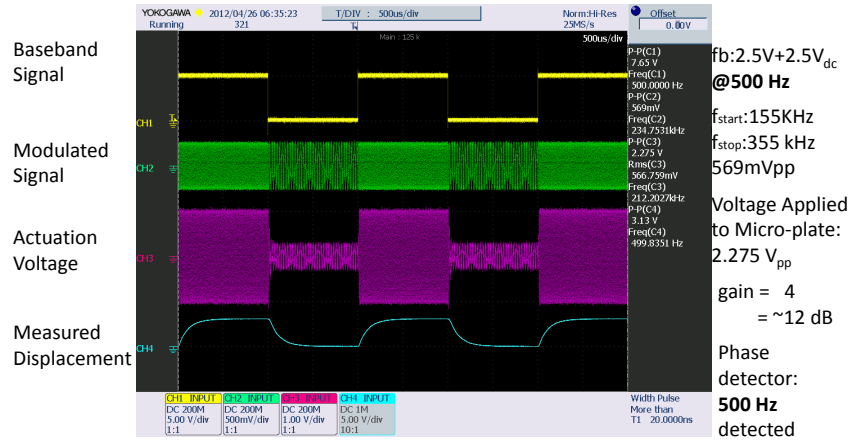 YOKOGAWA 2012/04/26 06:35:23
Running 321
T/DIV : 500us/div
Norm:Hi-Res
25MS/s
Offset
0.00V
Main : 125 k
500us/div
Baseband
Signal
Modulated
Signal
Actuation
Voltage
Measured
Displacement
CH1
CH2
CH3
CH4
P-P(C1)
7.65 V
Freq(C1)
500.0000 Hz
P-P(C2)
569mV
Freq(C2)
234.7531kHz
P-P(C3)
2.275 V
Rms(C3)
566.759mV
Freq(C3)
212.2027kHz
P-P(C4)
3.13 V
Freq(C4)
499.8351 Hz
fb:2.5V+2.5Vdc
@500 Hz
fstart:155KHz
fstop:355 kHz
569mVpp
Voltage Applied
to Micro-plate:
2.275 Vpp
gain = 4
= ~12 dB
Phase
detector:
500 Hz
detected
CH1 INPUT
DC 200M
5.00 V/div
1:1
CH2 INPUT
DC 200M
500mV/div
1:1
CH3 INPUT
DC 200M
1.00 V/div
1:1
CH4 INPUT
DC 1M
5.00 V/div
10:1
Width Pulse
More than
T1 20.0000ns